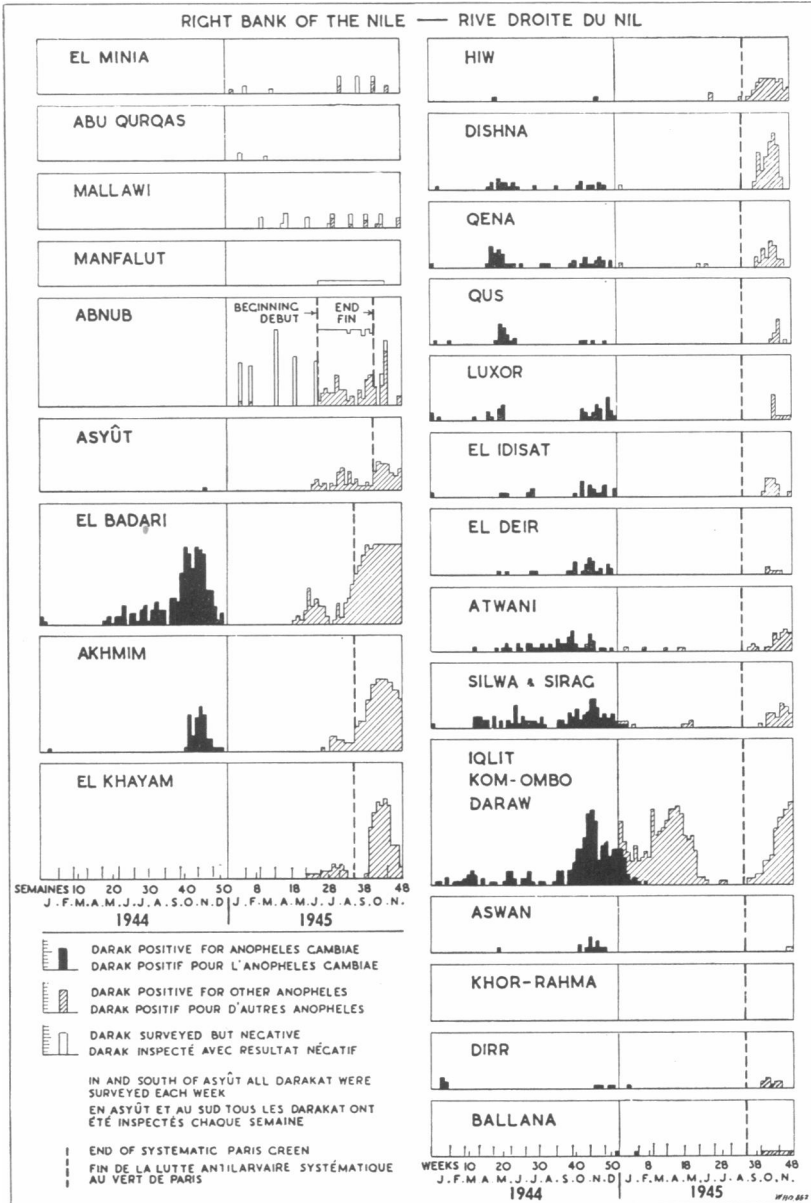 RIGHT BANK OF THE NILE — RIVE DROITE DU NIL
EL MINIA
ABU QURQAS
MALLAWI
MANFALUT
ABNUB
BEGINNING
DEBUT
END
FIN
ASYÛT
EL BADARI
AKHMIM
EL KHAYAM
SEMAINES 10 20 30 40 50 8 18 28 38 48
J.F.M.A.M.J.J.A.S.O.N.D J.F.M.A.M.J.J.A.S.O.N.
1944 1945
DARAK POSITIVE FOR ANOPHELES GAMBIAE
DARAK POSITIF POUR L'ANOPHELES GAMBIAE
DARAK POSITIVE FOR OTHER ANOPHELES
DARAK POSITIF POUR D'AUTRES ANOPHELES
DARAK SURVEYED BUT NEGATIVE
DARAK INSPECTÉ AVEC RESULTAT NÉGATIF
IN AND SOUTH OF ASYÛT ALL DARAKAT WERE
SURVEYED EACH WEEK
EN ASYÛT ET AU SUD TOUS LES DARAKAT ONT
ÉTÉ INSPECTÉS CHAQUE SEMAINE
END OF SYSTEMATIC PARIS GREEN
FIN DE LA LUTTE ANTILARVAIRE SYSTÉMATIQUE
AU VERT DE PARIS
HIW
DISHNA
QENA
QUS
LUXOR
EL IDISAT
EL DEIR
ATWANI
SILWA & SIRAG
IQLIT
KOM-OMBO
DARAW
ASWAN
KHOR-RAHMA
DIRR
BALLANA
WEEKS 10 20 30 40 50 8 18 28 38 48
J.F.M.A.M.J.J.A.S.O.N.D J.F.M.A.M.J.J.A.S.O.N.
1944 1945